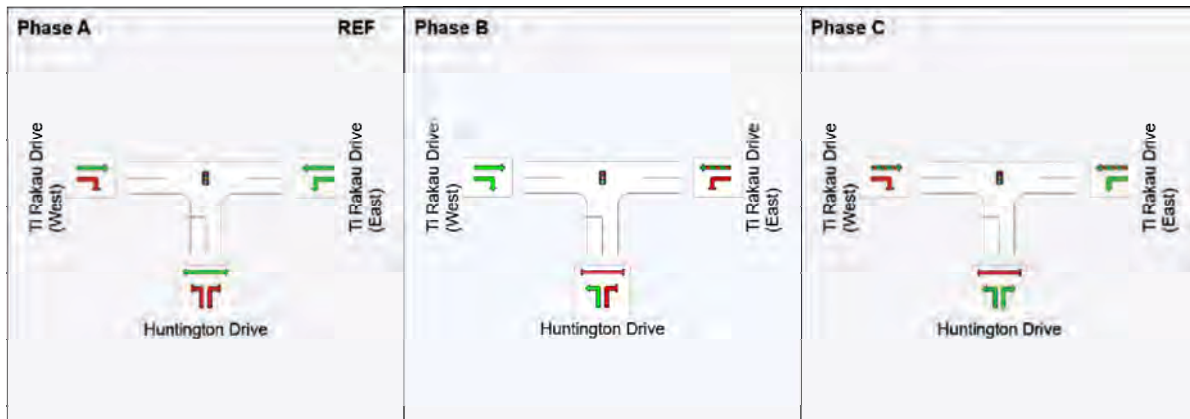 Phase A
REF
Ti Rakau Drive
(West)
Ti Rakau Drive
(East)
Huntington Drive
Phase B
Ti Rakau Drive
(West)
Ti Rakau Drive
(East)
Huntington Drive
Phase C
Ti Rakau Drive
(West)
Ti Rakau Drive
(East)
Huntington Drive